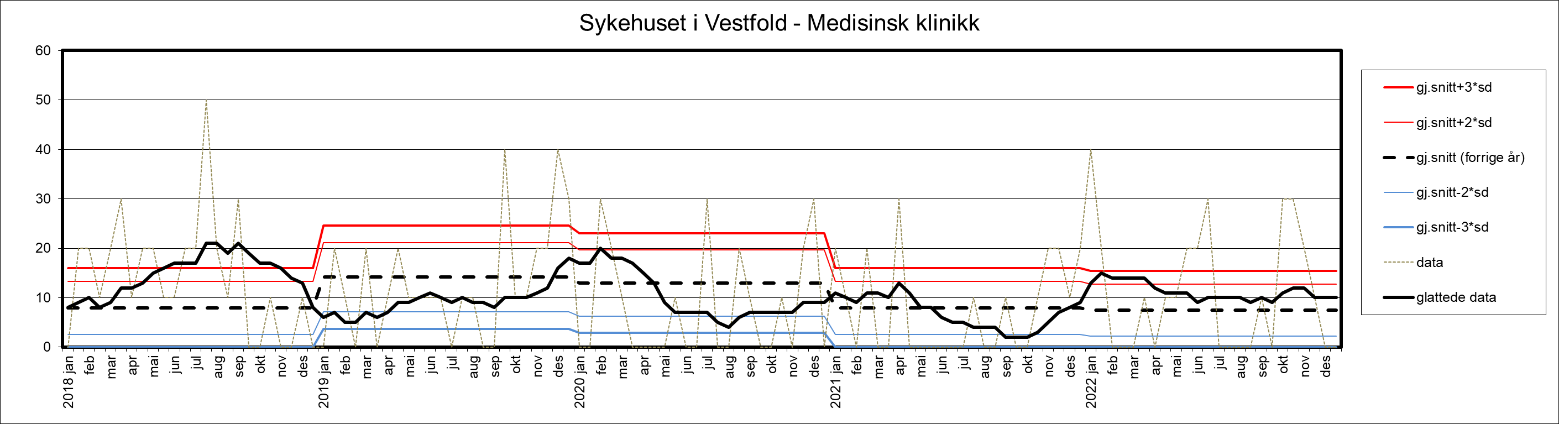 Sykehuset i Vestfold - Medisinsk klinikk
60
50
40
30
20
10
0
2018 jan
feb
mar
apr
mai
jun
jul
aug
sep
okt
nov
des
2019 jan
feb
mar
apr
mai
jun
jul
aug
sep
okt
nov
des
2020 jan
feb
mar
apr
mai
jun
jul
aug
sep
okt
nov
des
2021 jan
feb
mar
apr
mai
jun
jul
aug
sep
okt
nov
des
2022 jan
feb
mar
apr
mai
jun
jul
aug
sep
okt
nov
des
gj.snitt+3*sd
gj.snitt+2*sd
gj.snitt (forrige år)
gj.snitt-2*sd
gj.snitt-3*sd
data
glattede data